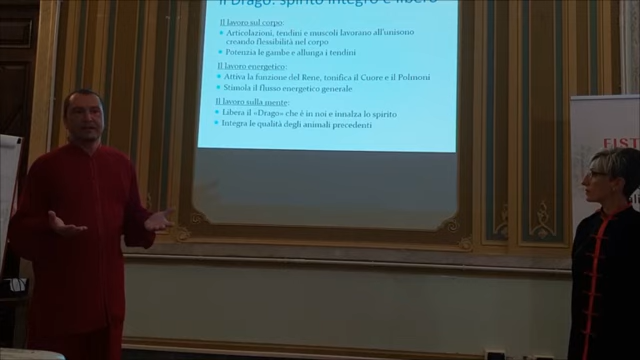 Il Drago: spirito integro e libero
Il lavoro sul corpo:
Articolazioni, tendini e muscoli lavorano all'unisono
creando flessibilità nel corpo
Potenzia le gambe e allunga i tendini
Il lavoro energetico:
Attiva la funzione del Rene, tonifica il Cuore e il Polmoni
Stimola il flusso energetico generale
Il lavoro sulla mente:
Libera il «Drago» che è in noi e innalza lo spirito
Integra le qualità degli animali precedenti
FIST